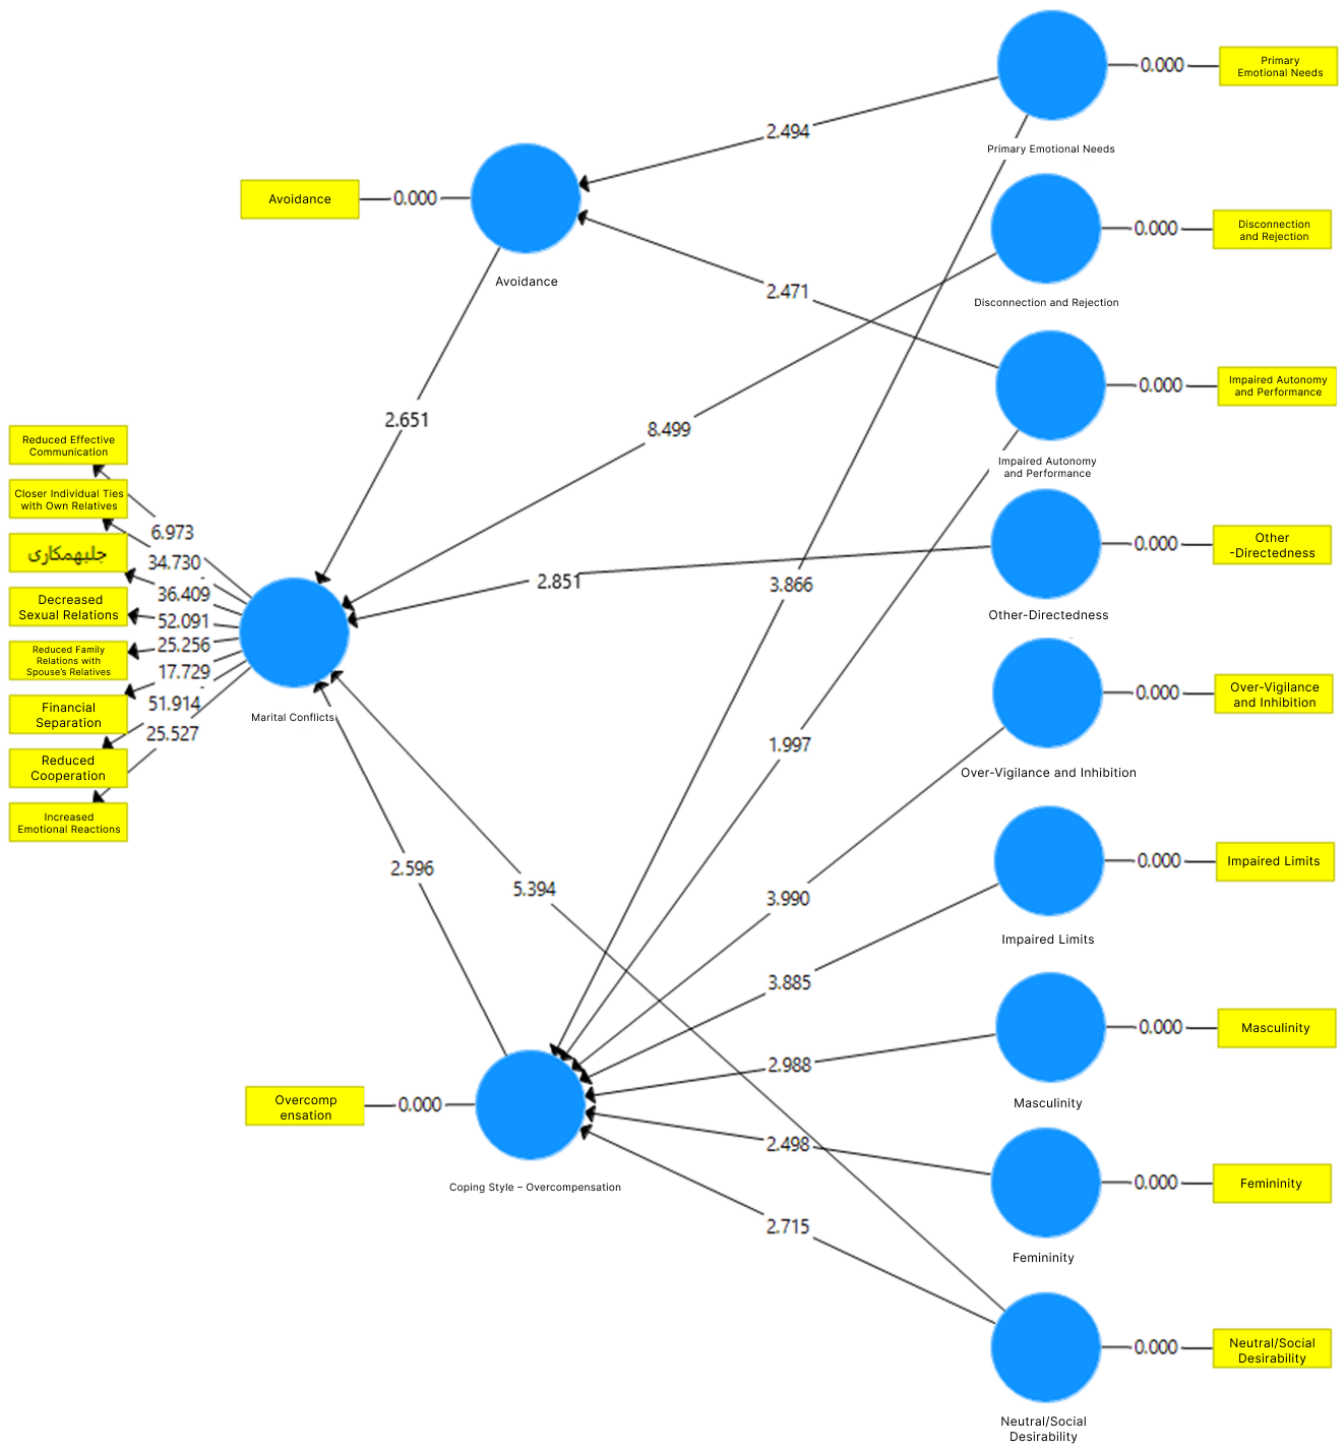 Primary
Emotional Needs
0.000
Primary Emotional Needs
2.494
Avoidance
0.000
Avoidance
Disconnection
and Rejection
0.000
Disconnection and Rejection
2.471
Impaired Autonomy
and Performance
0.000
Impaired Autonomy
and Performance
2.651
8.499
Reduced Effective
Communication
Closer Individual Ties
with Own Relatives
جلبهمکاری
Decreased
Sexual Relations
Reduced Family
Relations with
Spouse's Relatives
Financial
Separation
Reduced
Cooperation
Increased
Emotional Reactions
6.973
34.730
36.409
52.091
25.256
17.729
51.914
25.527
Marital Conflicts
2.851
3.866
Other
-Directedness
0.000
Other-Directedness
1.997
Over-Vigilance
and Inhibition
0.000
Over-Vigilance and Inhibition
2.596
5.394
3.990
Impaired Limits
0.000
Impaired Limits
3.885
Masculinity
0.000
Masculinity
2.988
Overcomp
ensation
0.000
Coping Style – Overcompensation
2.498
Femininity
0.000
Femininity
2.715
Neutral/Social
Desirability
0.000
Neutral/Social
Desirability